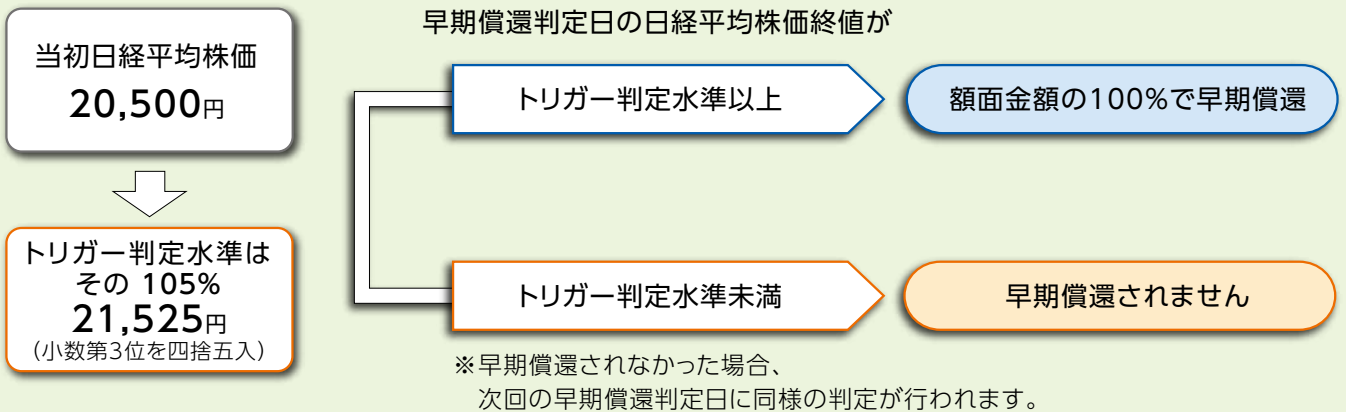 当初日経平均株価
20,500円
トリガー判定水準は
その 105%
21,525円
(小数第3位を四捨五入)
早期償還判定日の日経平均株価終値が
トリガー判定水準以上
額面金額の100%で早期償還
トリガー判定水準未満
早期償還されません
※早期償還されなかった場合、
次回の早期償還判定日に同様の判定が行われます。